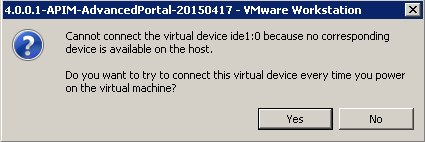 4.0.0.1-APIM-AdvancedPortal-20150417 - VMware Workstation
Cannot connect the virtual device ide1:0 because no corresponding
device is available on the host.
Do you want to try to connect this virtual device every time you power
on the virtual machine?
Yes
No